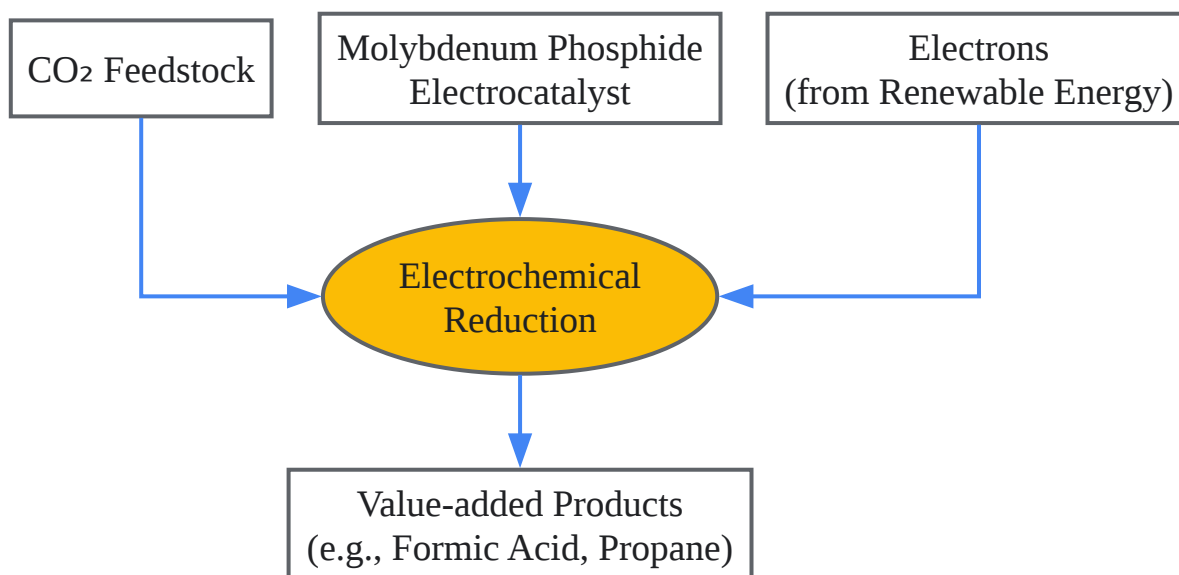 CO₂ Feedstock
Molybdenum Phosphide
Electrocatalyst
Electrons
(from Renewable Energy)
Electrochemical
Reduction
Value-added Products
(e.g., Formic Acid, Propane)